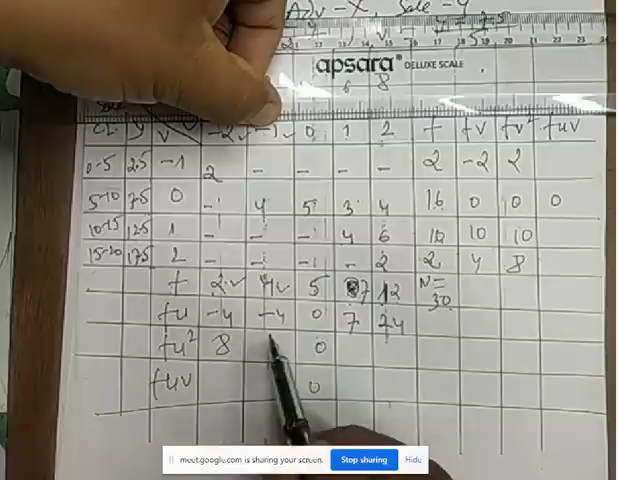 Adv - X, Sale - Y
apsara DELUXE SCALE
8
C.I. y v -2 -1 0 1 2 f fv fv² fuv
0-5 2.5 -1 2 - - - - 2 -2 2
5-10 7.5 0 - 4 5 3 4 16 0 0 0
10-15 12.5 1 - - - 4 6 10 10 10
15-20 17.5 2 - - - - 2 2 4 8
f 2 4 5 7 12 N=30
fu -4 -4 0 7 24
fu² 8 0
fuv 0
meet.google.com is sharing your screen. Stop sharing Hide